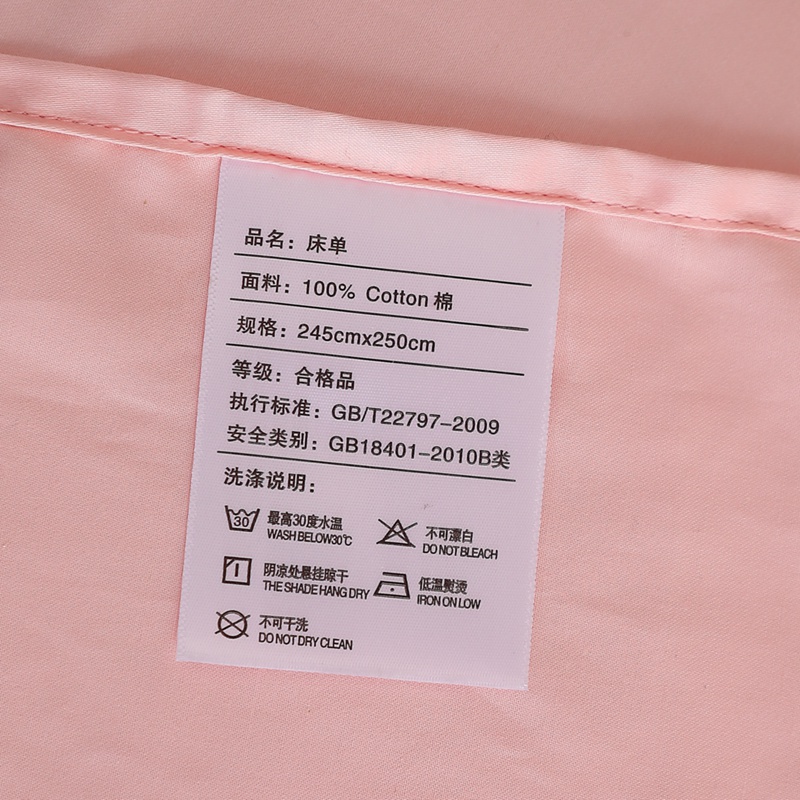 品名：床单
面料：100% Cotton 棉
规格：245cmx250cm
等级：合格品
执行标准：GB/T22797-2009
安全类别：GB18401-2010B类
洗涤说明：
30 最高30度水温
WASH BELOW30℃
不可漂白
DO NOT BLEACH
阴凉处悬挂晾干
THE SHADE HANG DRY
低温熨烫
IRON ON LOW
不可干洗
DO NOT DRY CLEAN